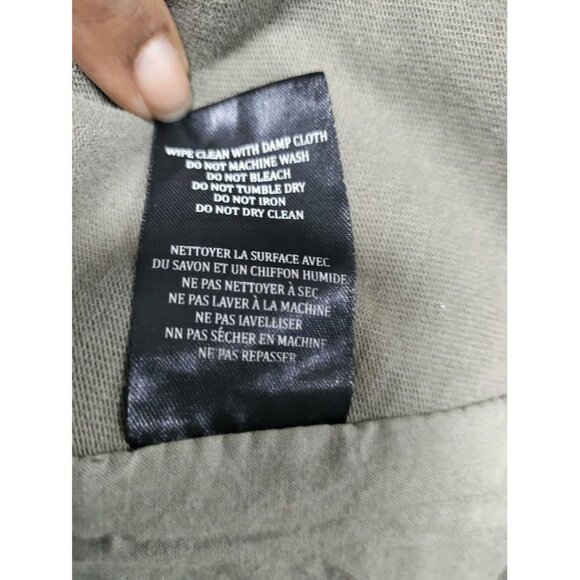 WIPE CLEAN WITH DAMP CLOTH
DO NOT MACHINE WASH
DO NOT BLEACH
DO NOT TUMBLE DRY
DO NOT IRON
DO NOT DRY CLEAN
NETTOYER LA SURFACE AVEC
DU SAVON ET UN CHIFFON HUMIDE
NE PAS NETTOYER À SEC
NE PAS LAVER À LA MACHINE
NE PAS IAVELLISER
NN PAS SÉCHER EN MACHINE
NE PAS REPASSER